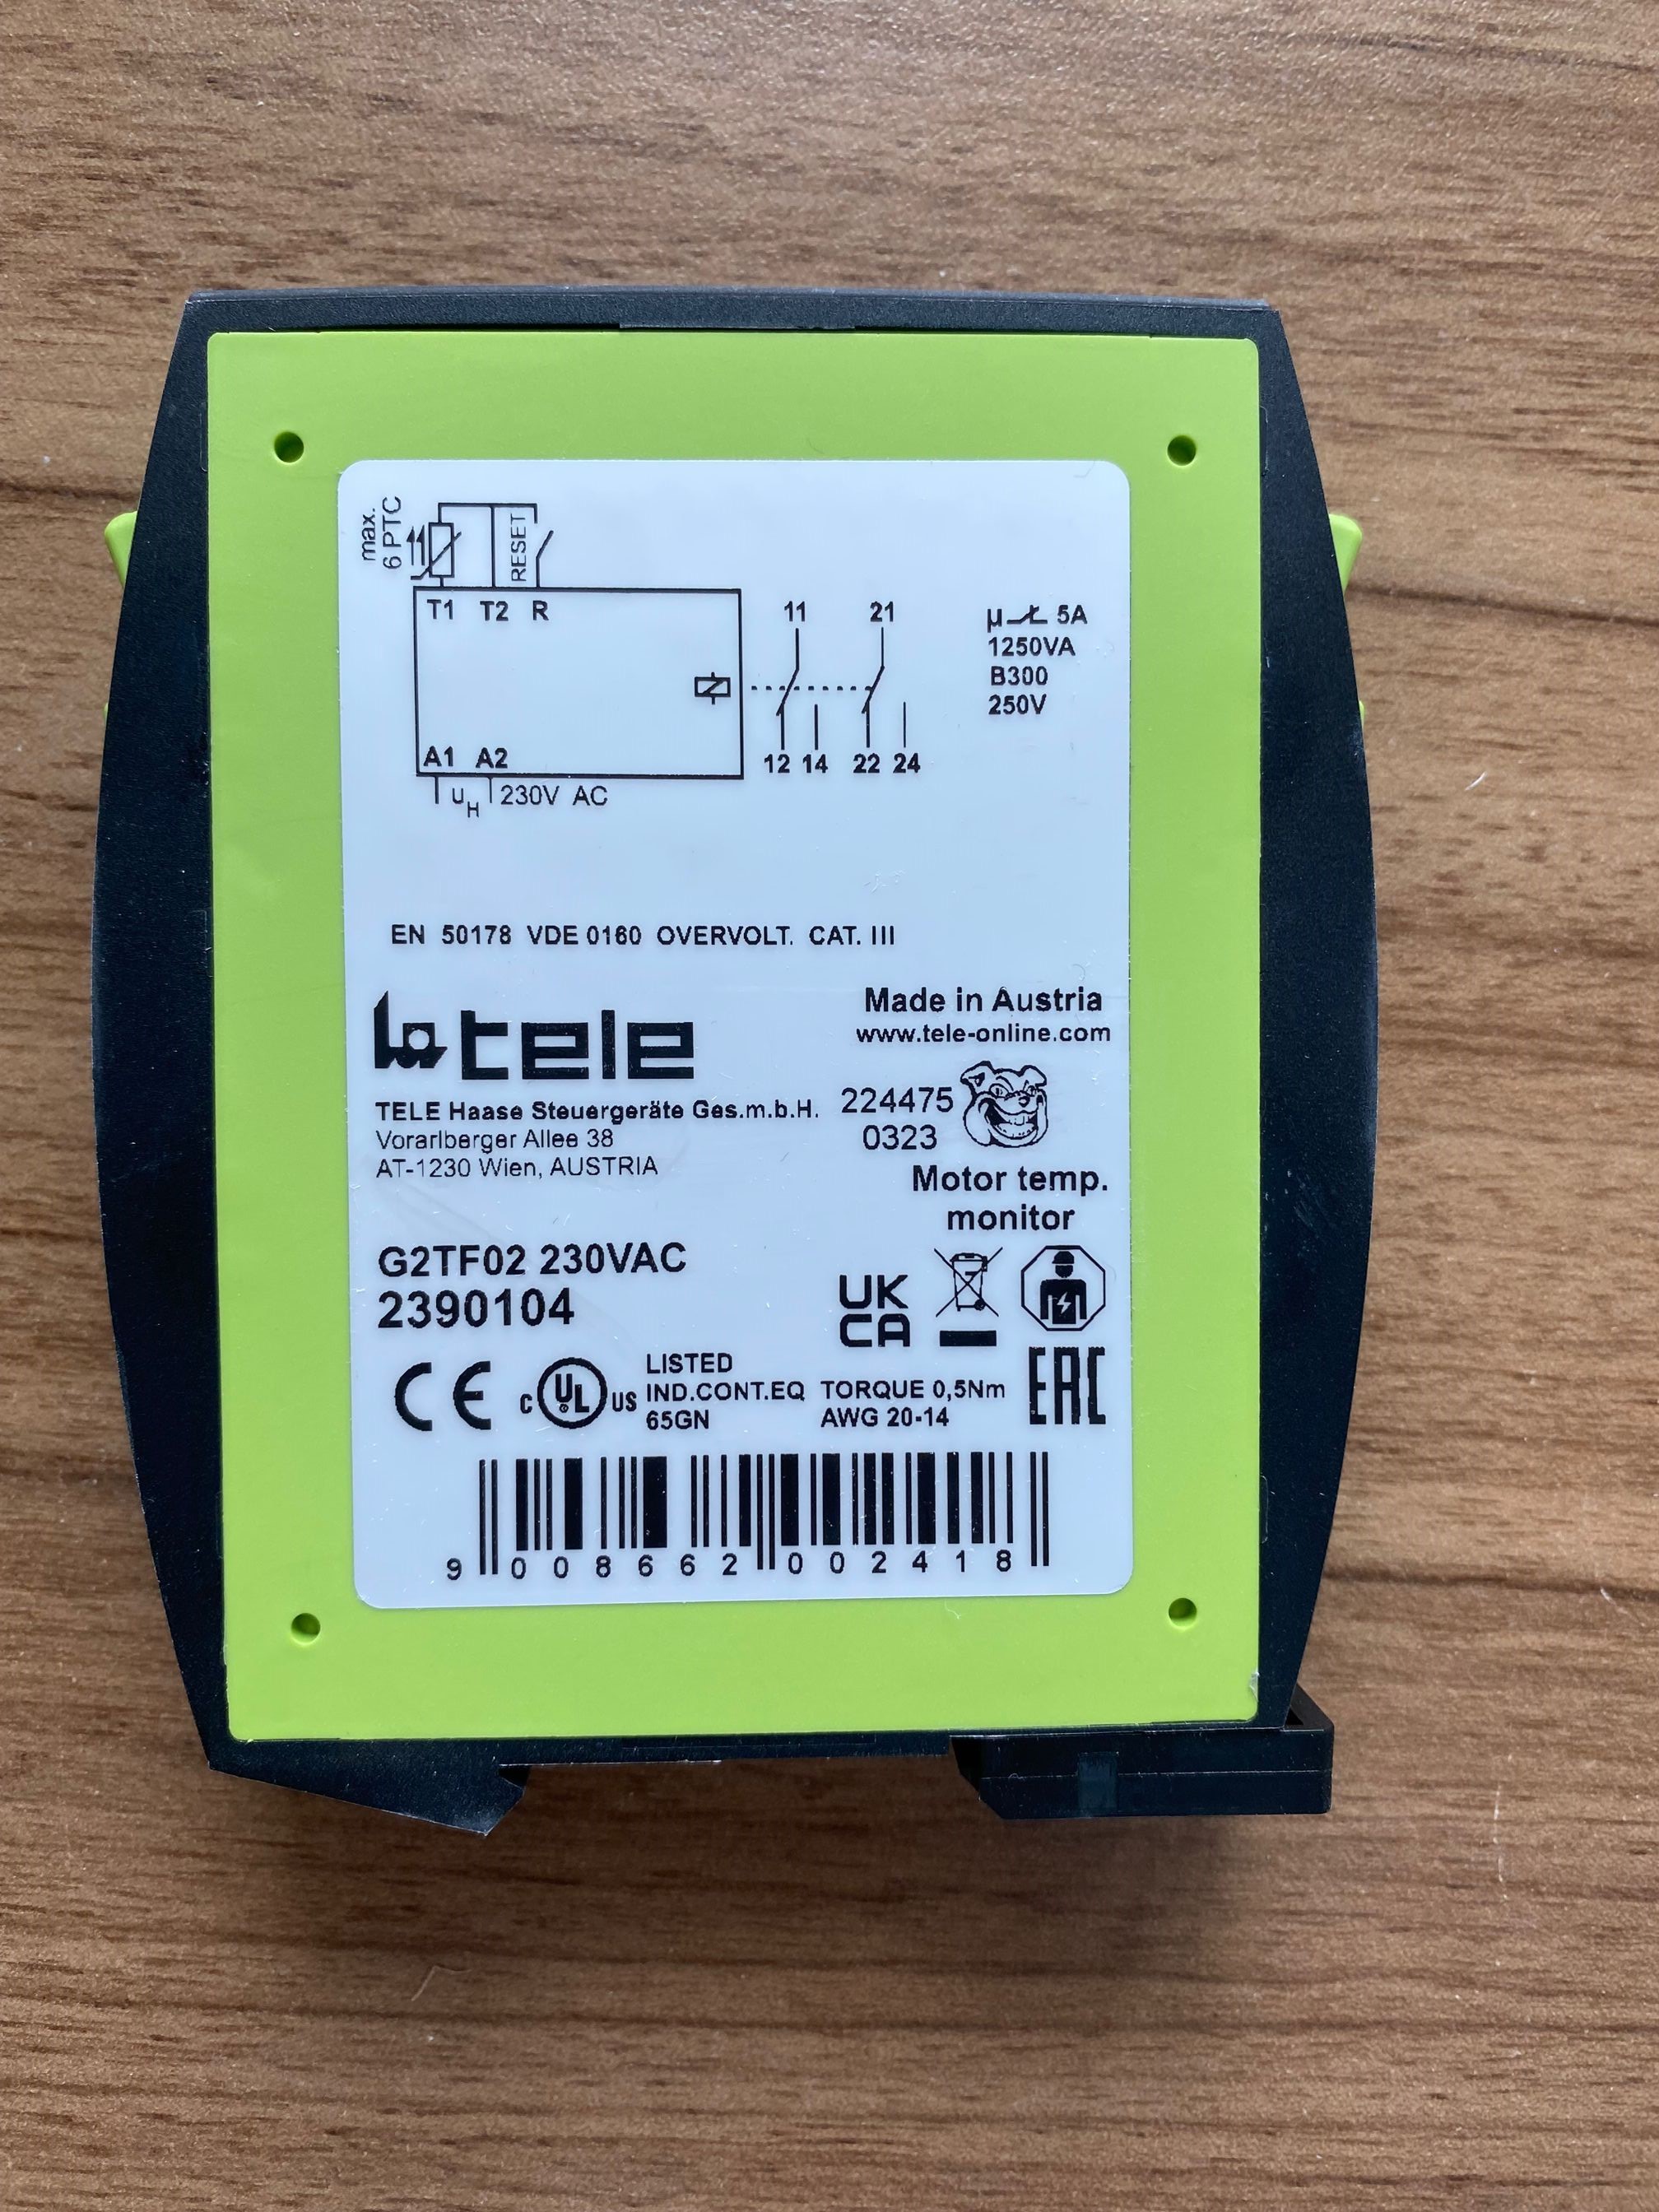 max.
6 PTC
RESET
T1 T2 R
11 21
µ 5A
1250VA
B300
250V
A1 A2
12 14 22 24
uH 230V AC
EN 50178 VDE 0160 OVERVOLT. CAT. III
tele
Made in Austria
www.tele-online.com
TELE Haase Steuergeräte Ges.m.b.H.
Vorarlberger Allee 38
AT-1230 Wien, AUSTRIA
224475
0323
Motor temp.
monitor
G2TF02 230VAC
2390104
UK
CA
CE
c UL us
LISTED
IND.CONT.EQ
65GN
TORQUE 0,5Nm
AWG 20-14
EAC
9 008662 002418